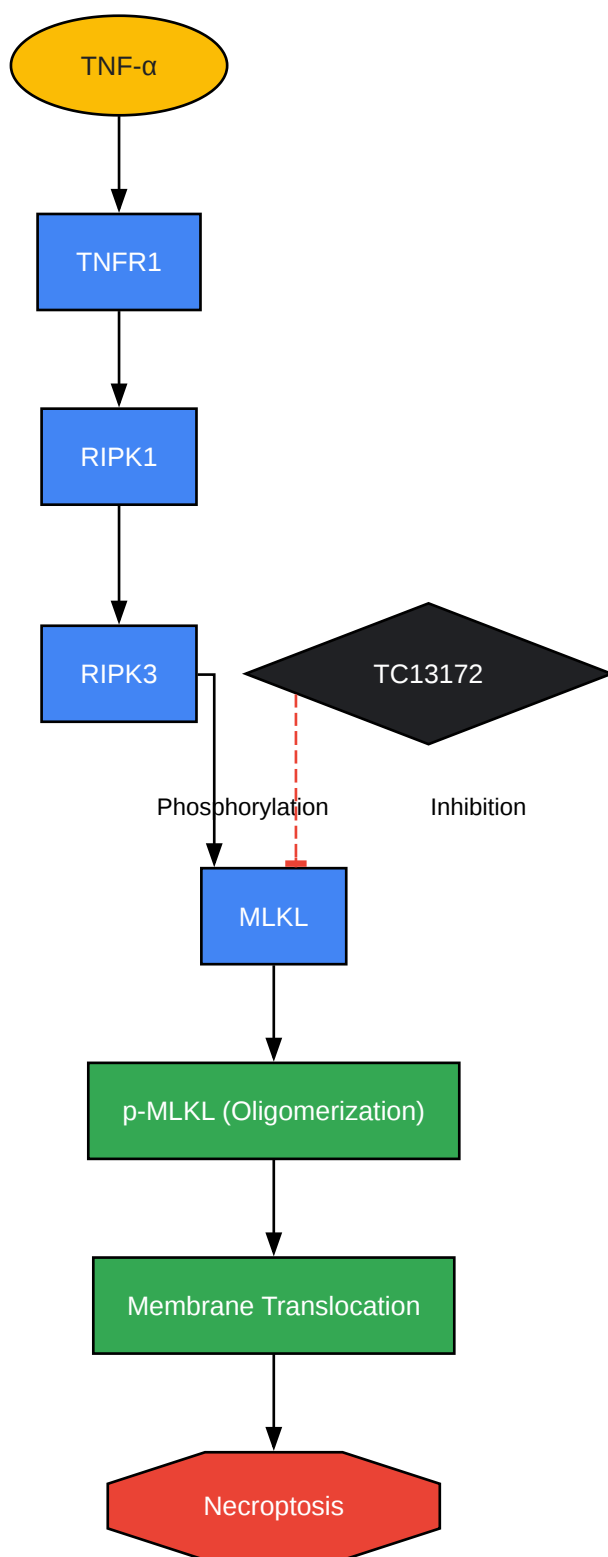 TNF-α
TNFR1
RIPK1
RIPK3
TC13172
Phosphorylation
Inhibition
MLKL
p-MLKL (Oligomerization)
Membrane Translocation
Necroptosis